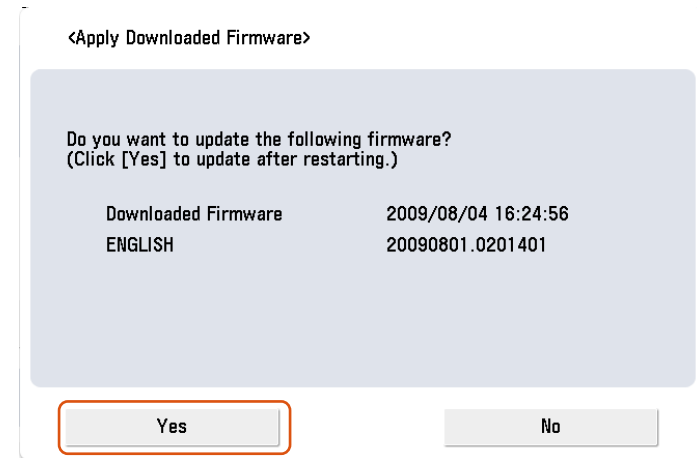 <Apply Downloaded Firmware>
Do you want to update the following firmware?
(Click [Yes] to update after restarting.)
Downloaded Firmware 2009/08/04 16:24:56
ENGLISH 20090801.0201401
Yes No